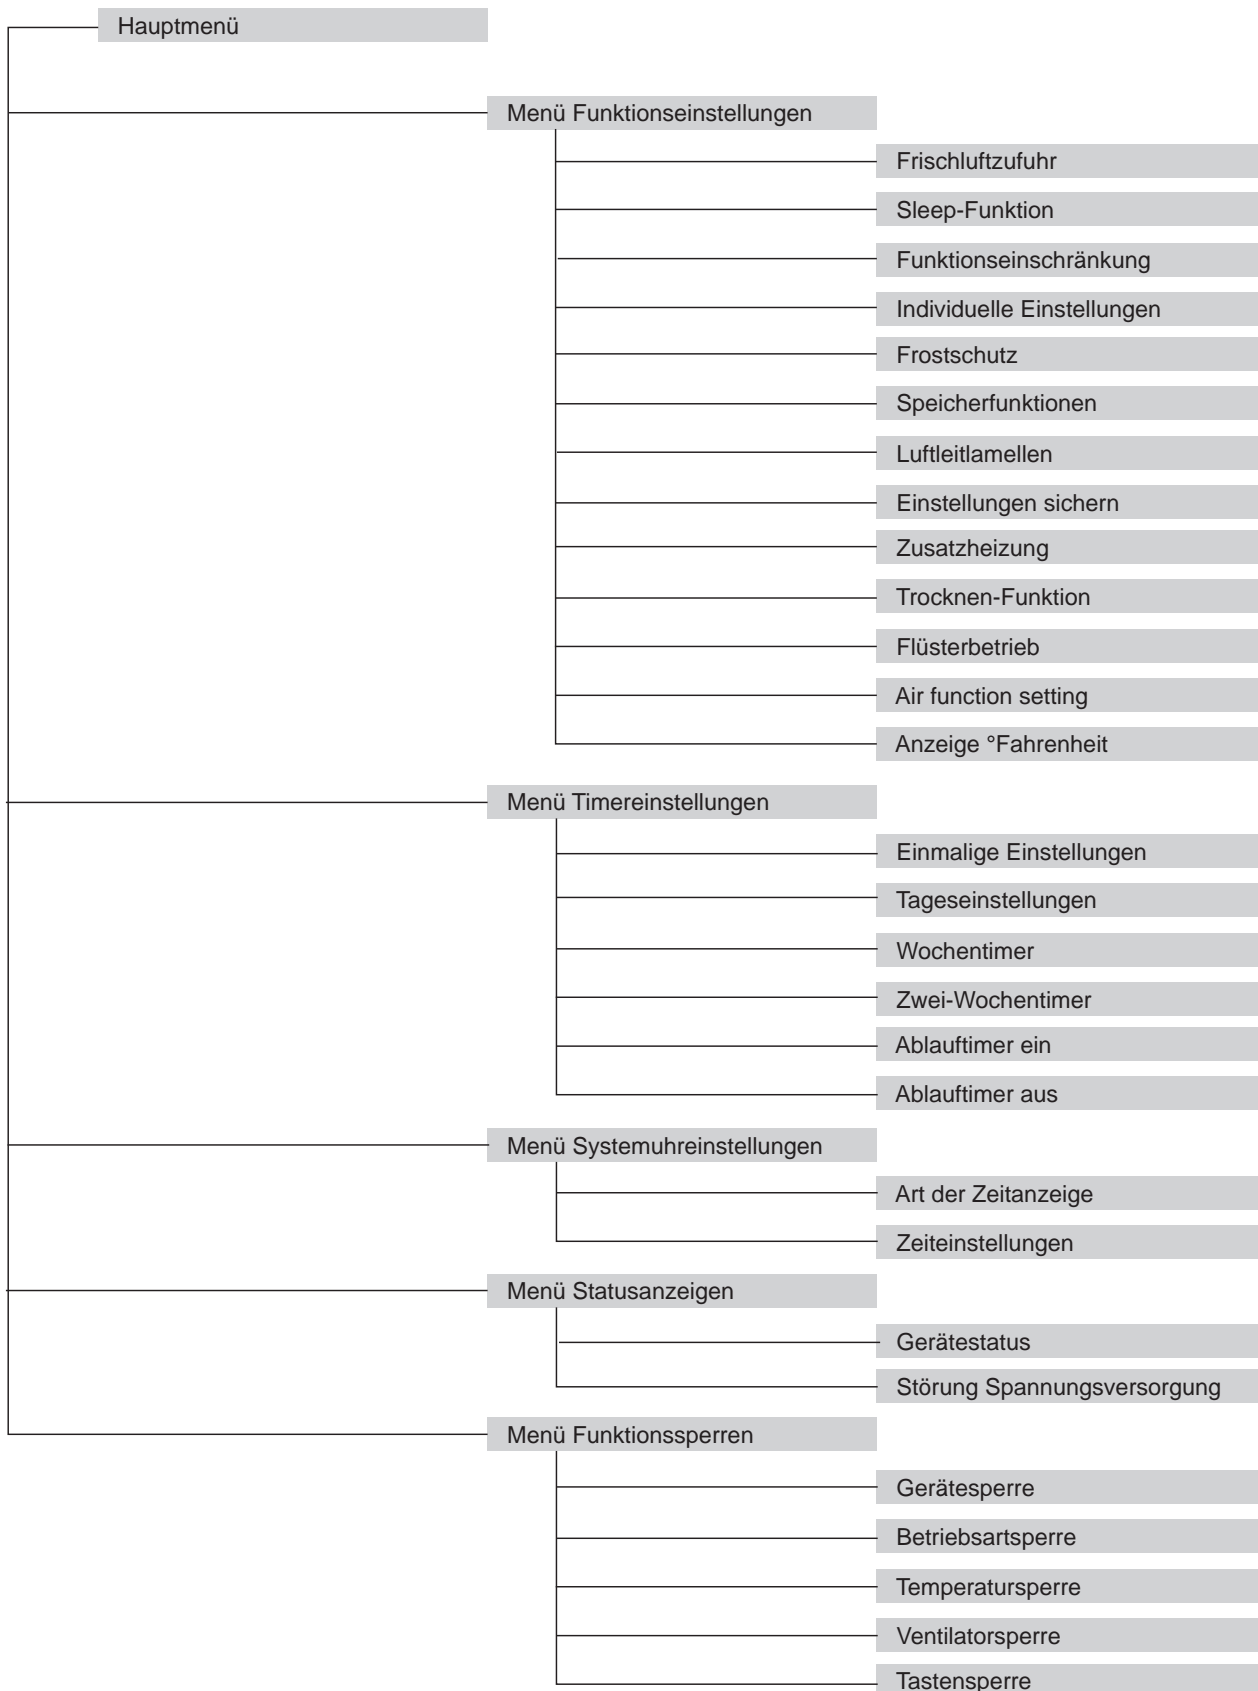 Hauptmenü
Menü Funktionseinstellungen
Frischluftzufuhr
Sleep-Funktion
Funktionseinschränkung
Individuelle Einstellungen
Frostschutz
Speicherfunktionen
Luftleitlamellen
Einstellungen sichern
Zusatzheizung
Trocknen-Funktion
Flüsterbetrieb
Air function setting
Anzeige °Fahrenheit
Menü Timereinstellungen
Einmalige Einstellungen
Tageseinstellungen
Wochentimer
Zwei-Wochentimer
Ablauftimer ein
Ablauftimer aus
Menü Systemuhreinstellungen
Art der Zeitanzeige
Zeiteinstellungen
Menü Statusanzeigen
Gerätestatus
Störung Spannungsversorgung
Menü Funktionssperren
Gerätesperre
Betriebsartsperre
Temperatursperre
Ventilatorsperre
Tastensperre